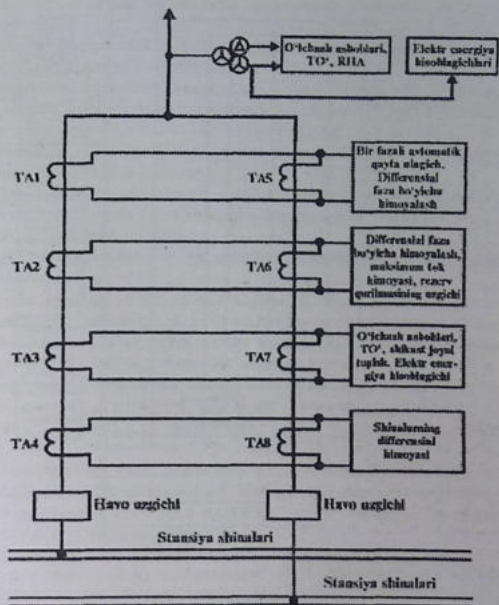 O'lchash asboblari,
TO', RHA
Elektr energiya
hisoblagichlari
TA1
TA5
Bir fazali avtomatik
qayta ulagich.
Differensial
faza bo'yicha
himoyalash
TA2
TA6
Differensial faza
bo'yicha himoyalash,
maksimum tok
himoyasi, rezerv
qurilmasining uzgichi
TA3
TA7
O'lchash asboblari,
TO', shikast joyni
topish. Elektr ener-
giya hisoblagichi
TA4
TA8
Shinalarning
differensial
himoyasi
Havo uzgichi
Havo uzgichi
Stansiya shinalari
Stansiya shinalari